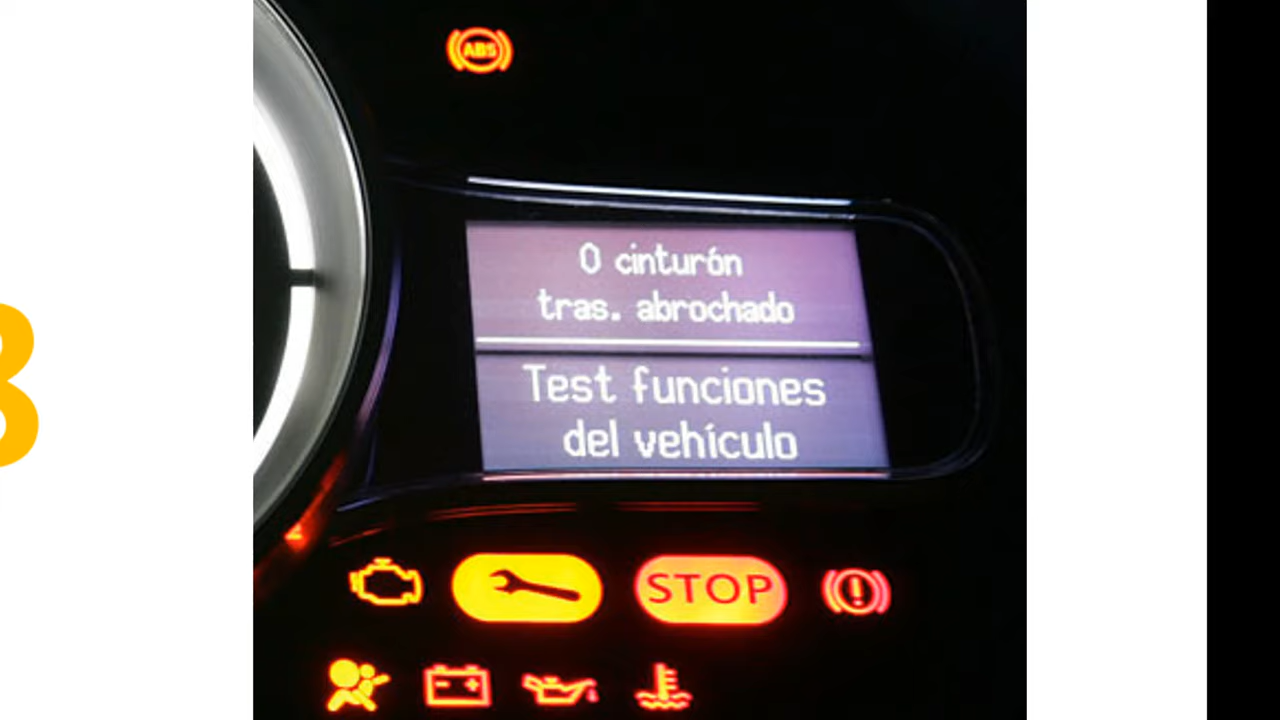 ABS
0 cinturón
tras. abrochado
Test funciones
del vehículo
STOP